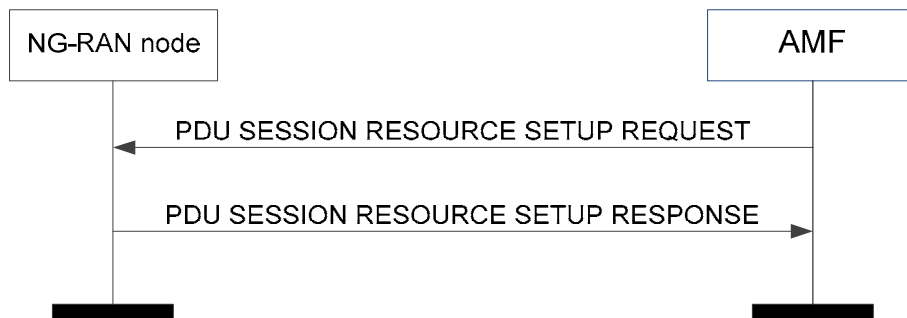 NG-RAN node
AMF
PDU SESSION RESOURCE SETUP REQUEST
PDU SESSION RESOURCE SETUP RESPONSE